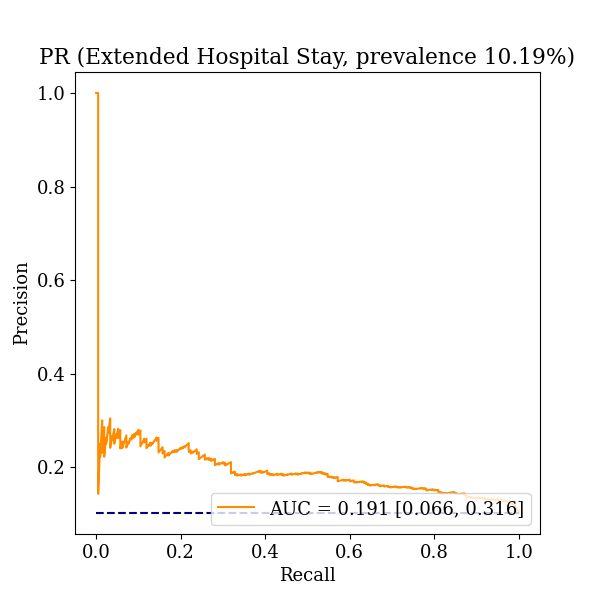 PR (Extended Hospital Stay, prevalence 10.19%)
1.0
0.8
0.6
0.4
0.2
Precision
AUC = 0.191 [0.066, 0.316]
0.0 0.2 0.4 0.6 0.8 1.0
Recall